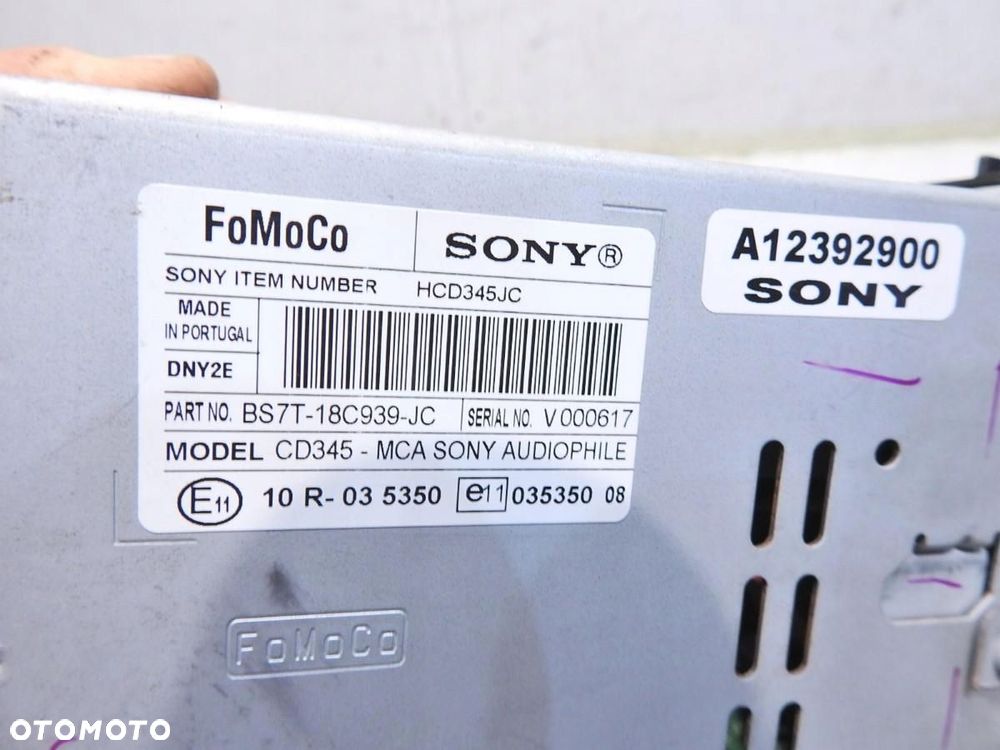 FoMoCo
SONY®
SONY ITEM NUMBER HCD345JC
MADE
IN PORTUGAL
DNY2E
PART NO. BS7T-18C939-JC SERIAL NO. V000617
MODEL CD345 - MCA SONY AUDIOPHILE
E11 10 R- 03 5350 e11 035350 08
A12392900
SONY
FoMoCo
OTOMOTO